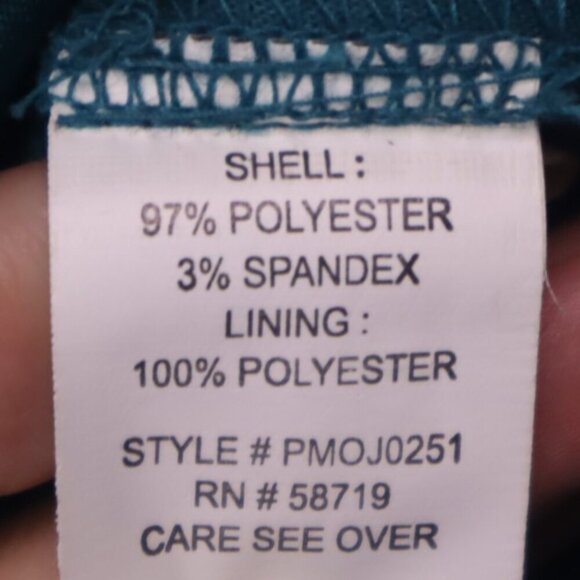 SHELL :
97% POLYESTER
3% SPANDEX
LINING :
100% POLYESTER
STYLE # PMOJ0251
RN # 58719
CARE SEE OVER